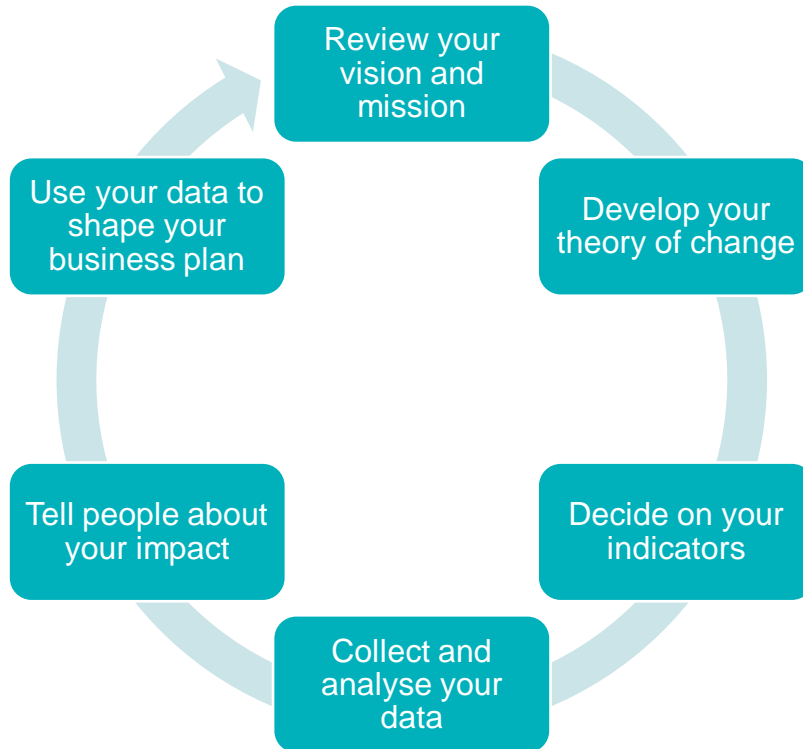 Review your
vision and
mission
Develop your
theory of change
Decide on your
indicators
Collect and
analyse your
data
Tell people about
your impact
Use your data to
shape your
business plan